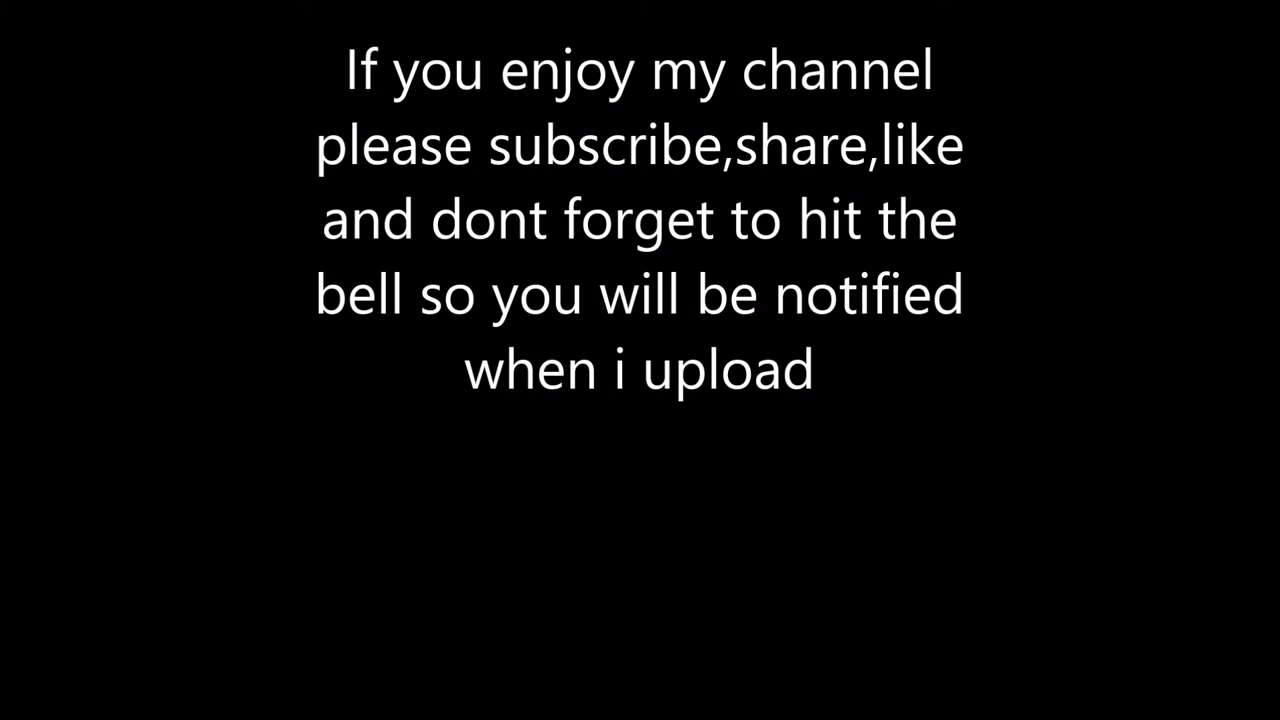 If you enjoy my channel
please subscribe,share,like
and dont forget to hit the
bell so you will be notified
when i upload